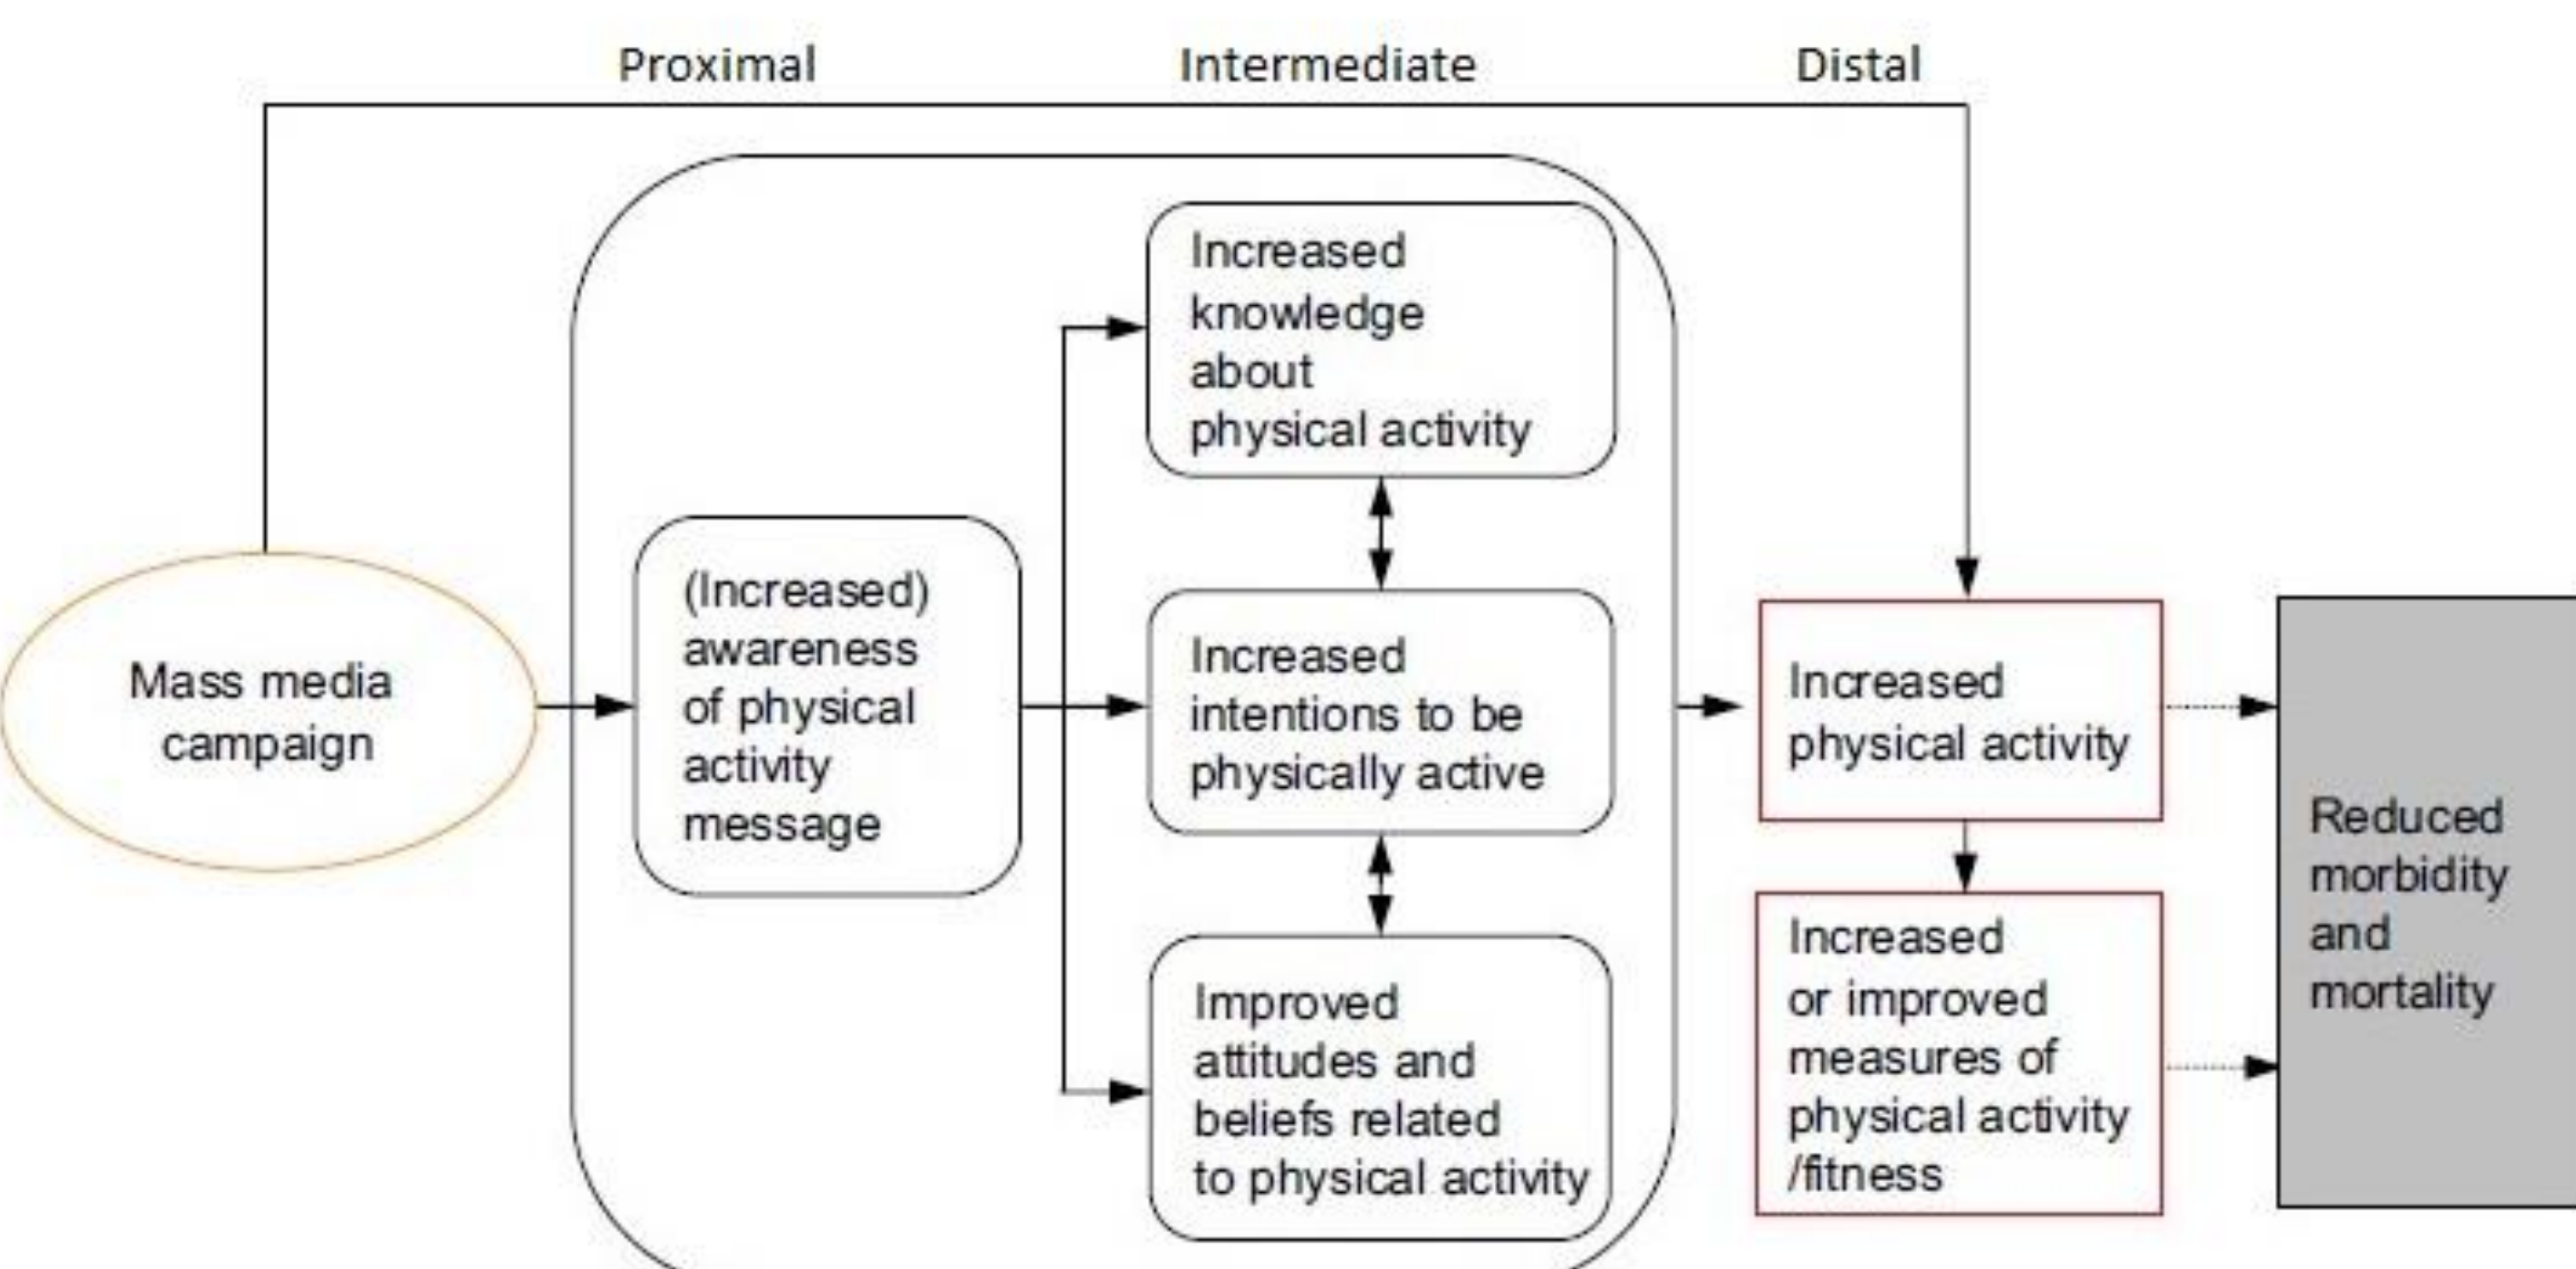 Proximal
Intermediate
Distal
Mass media
campaign
(Increased)
awareness
of physical
activity
message
Increased
knowledge
about
physical activity
Increased
intentions to be
physically active
Improved
attitudes and
beliefs related
to physical activity
Increased
physical activity
Increased
or improved
measures of
physical activity
/fitness
Reduced
morbidity
and
mortality